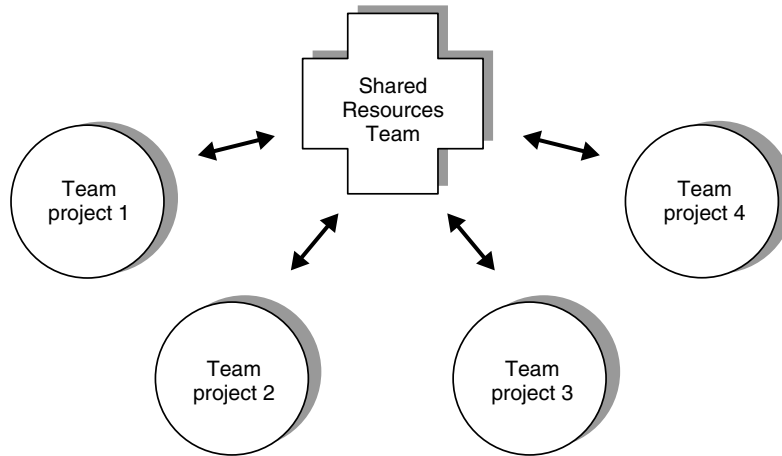 Shared
Resources
Team
Team
project 1
Team
project 4
Team
project 2
Team
project 3